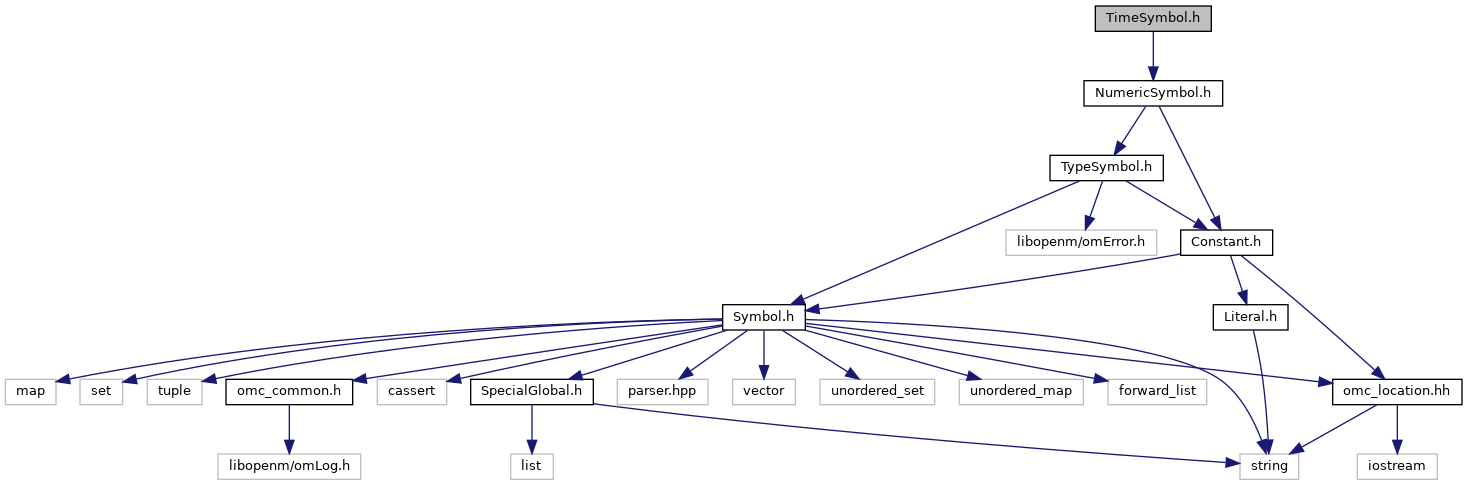 TimeSymbol.h
NumericSymbol.h
TypeSymbol.h
libopenm/omError.h
Constant.h
Symbol.h
Literal.h
map
set
tuple
omc_common.h
cassert
SpecialGlobal.h
parser.hpp
vector
unordered_set
unordered_map
forward_list
omc_location.hh
libopenm/omLog.h
list
string
iostream